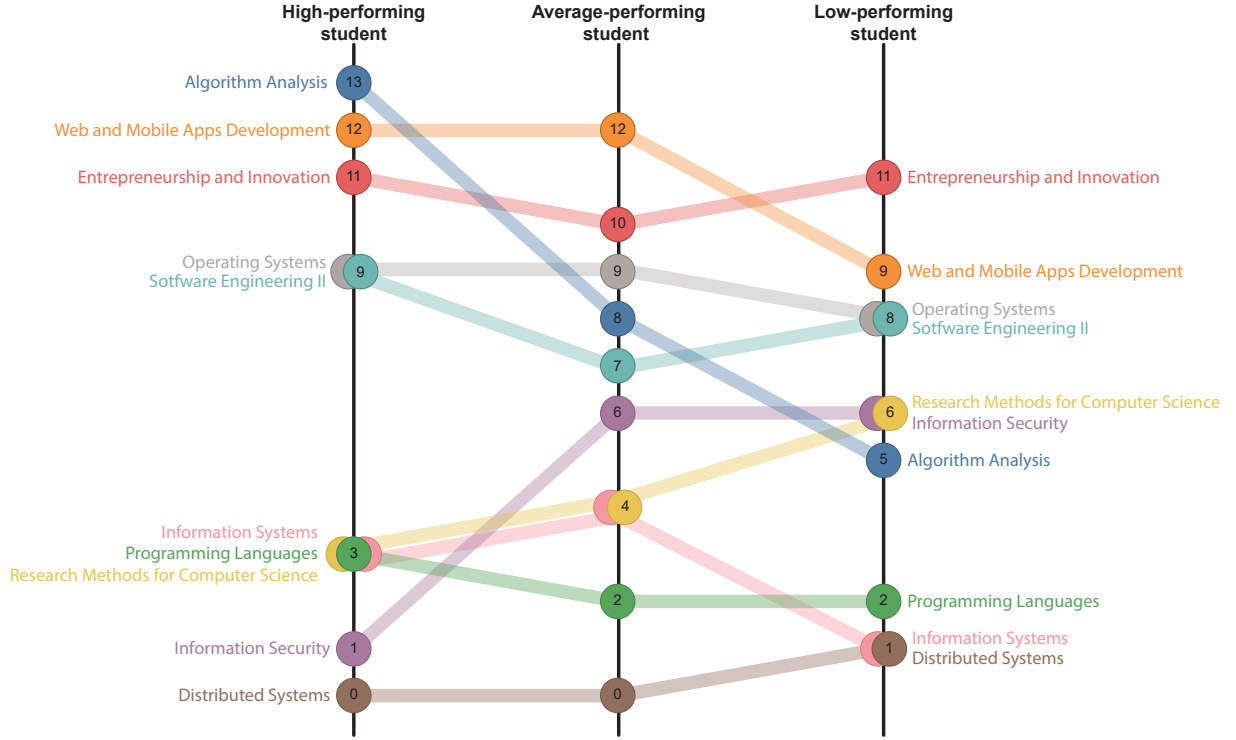 High-performing
student
Average-performing
student
Low-performing
student
Algorithm Analysis 13
Web and Mobile Apps Development 12 12
Entrepreneurship and Innovation 11 11 Entrepreneurship and Innovation
10
Operating Systems
Sotfware Engineering II
9 9 9 Web and Mobile Apps Development
8
Operating Systems
Sotfware Engineering II
8
7
6
Research Methods for Computer Science
Information Security
6
5 Algorithm Analysis
4
Information Systems
Programming Languages
Research Methods for Computer Science
3
2 2 Programming Languages
Information Security 1
Information Systems
Distributed Systems
1
Distributed Systems 0 0